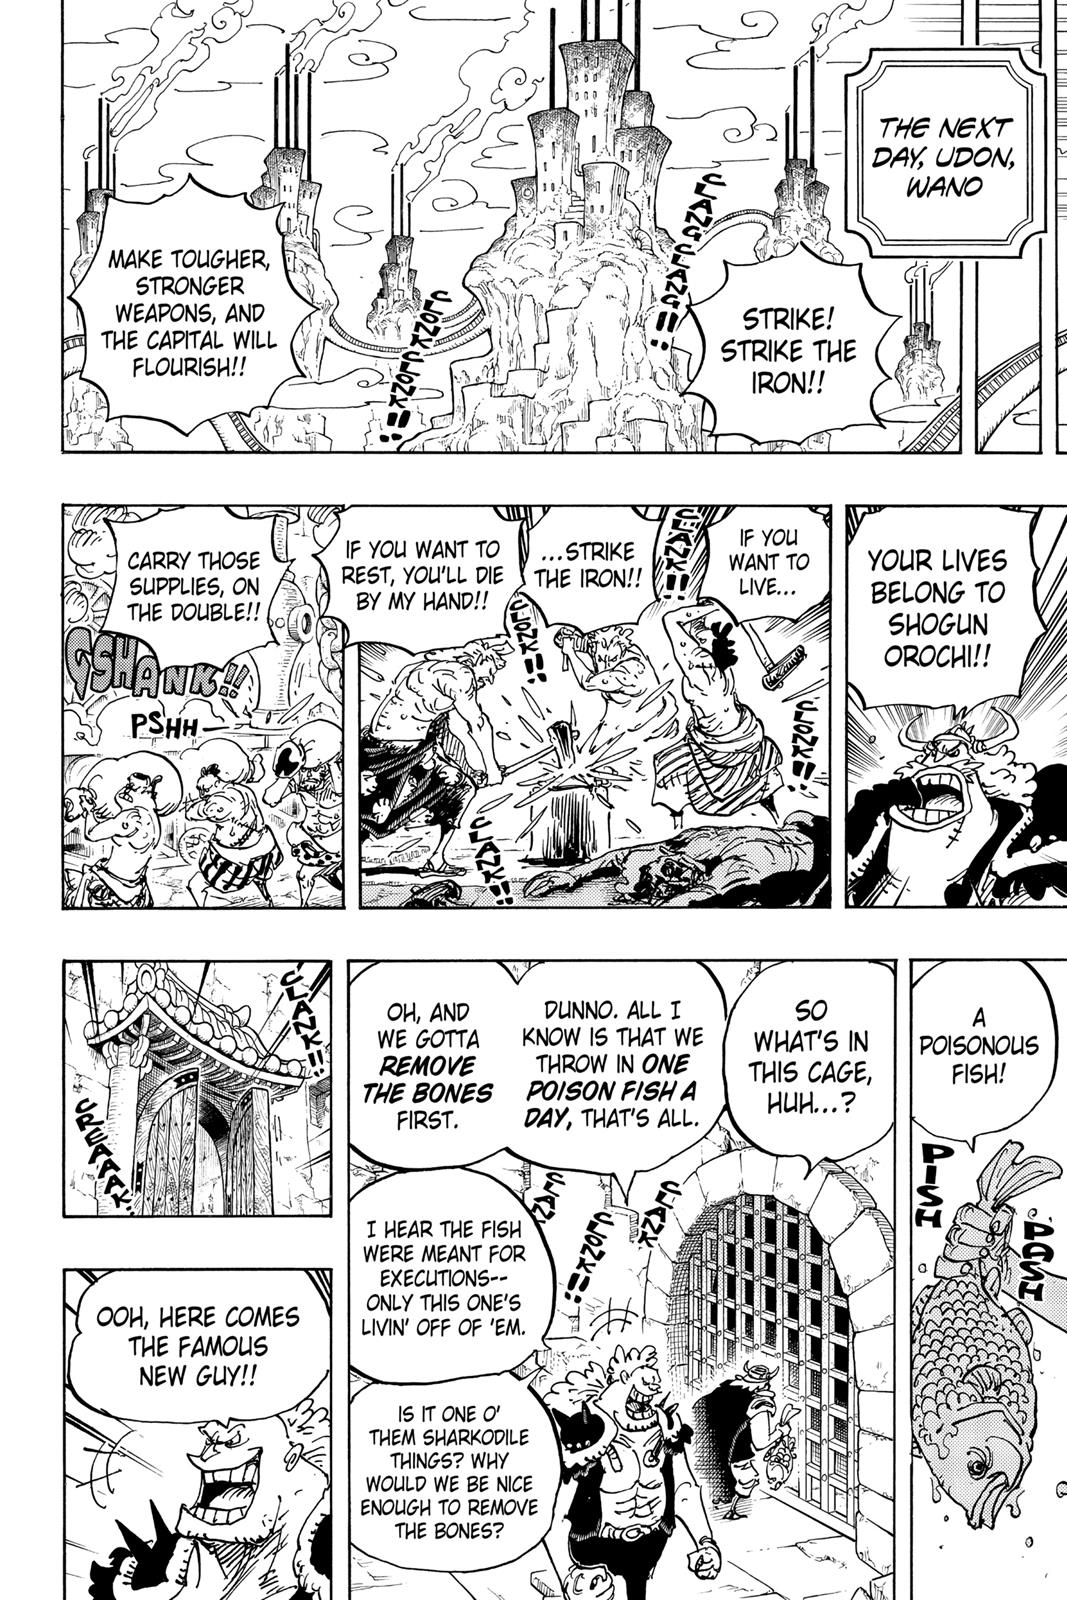 THE NEXT
DAY, UDON,
WANO
CLANG CLANG!!
STRIKE!
STRIKE THE
IRON!!
CLONK CLONK!!
MAKE TOUGHER,
STRONGER
WEAPONS, AND
THE CAPITAL WILL
FLOURISH!!
YOUR LIVES
BELONG TO
SHOGUN
OROCHI!!
IF YOU
WANT TO
LIVE...
CLANK!!
...STRIKE
THE IRON!!
CLONK!!
CLONK!!
IF YOU WANT TO
REST, YOU'LL DIE
BY MY HAND!!
CLANK!!
CARRY THOSE
SUPPLIES, ON
THE DOUBLE!!
GSHANK!!
PSHH
A
POISONOUS
FISH!
PISH
PASH
SO
WHAT'S IN
THIS CAGE,
HUH...?
DUNNO. ALL I
KNOW IS THAT WE
THROW IN ONE
POISON FISH A
DAY, THAT'S ALL.
OH, AND
WE GOTTA
REMOVE
THE BONES
FIRST.
CLANK
CLONK!!
CLANK
I HEAR THE FISH
WERE MEANT FOR
EXECUTIONS--
ONLY THIS ONE'S
LIVIN' OFF OF 'EM.
IS IT ONE O'
THEM SHARKODILE
THINGS? WHY
WOULD WE BE NICE
ENOUGH TO REMOVE
THE BONES?
CLANK!!
CREAAAK..
OOH, HERE COMES
THE FAMOUS
NEW GUY!!